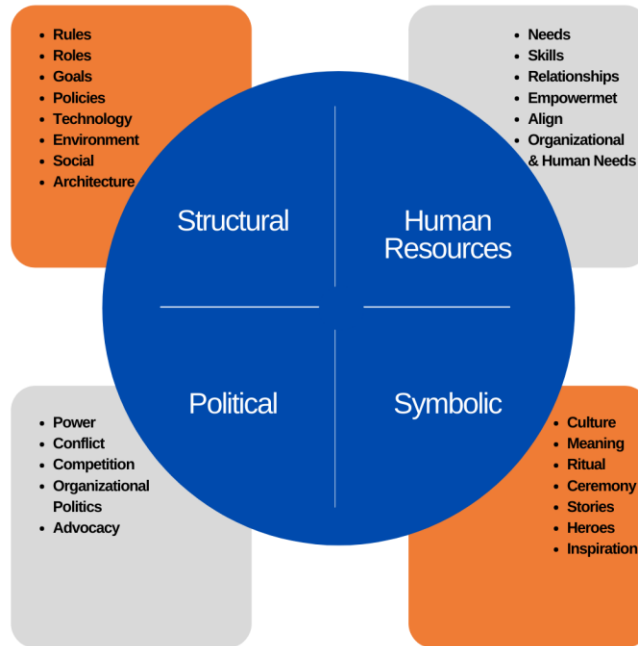 Rules
Roles
Goals
Policies
Technology
Environment
Social
Architecture
Needs
Skills
Relationships
Empowermet
Align
Organizational
& Human Needs
Structural
Human
Resources
Political
Symbolic
Power
Conflict
Competition
Organizational
Politics
Advocacy
Culture
Meaning
Ritual
Ceremony
Stories
Heroes
Inspiration